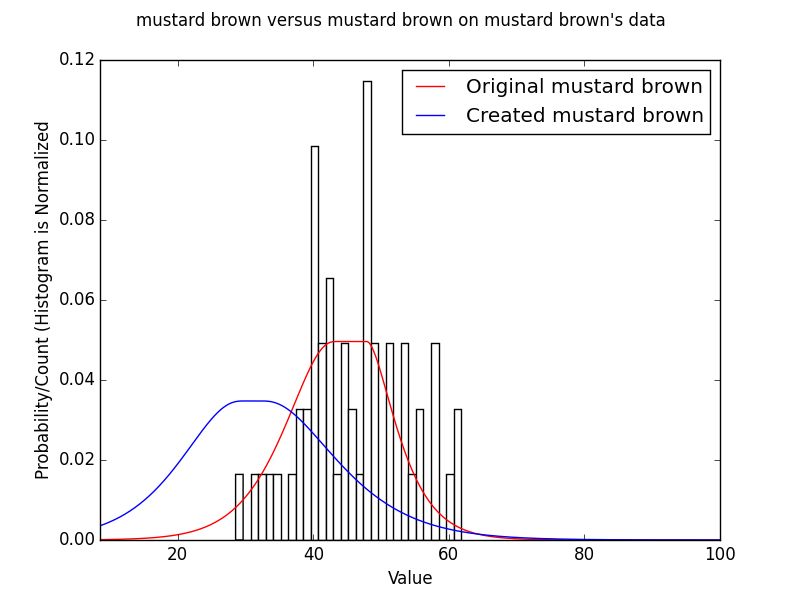 mustard brown versus mustard brown on mustard brown's data
0.12
0.10
0.08
0.06
0.04
0.02
0.00
Probability/Count (Histogram is Normalized
Original mustard brown
Created mustard brown
20
40
60
80
100
Value